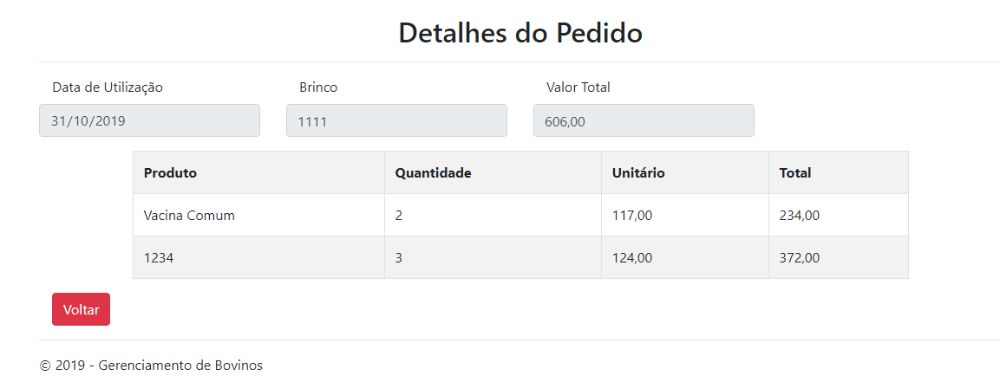 Detalhes do Pedido
Data de Utilização Brinco Valor Total
31/10/2019 1111 606,00
Produto Quantidade Unitário Total
Vacina Comum 2 117,00 234,00
1234 3 124,00 372,00
Voltar
© 2019 - Gerenciamento de Bovinos